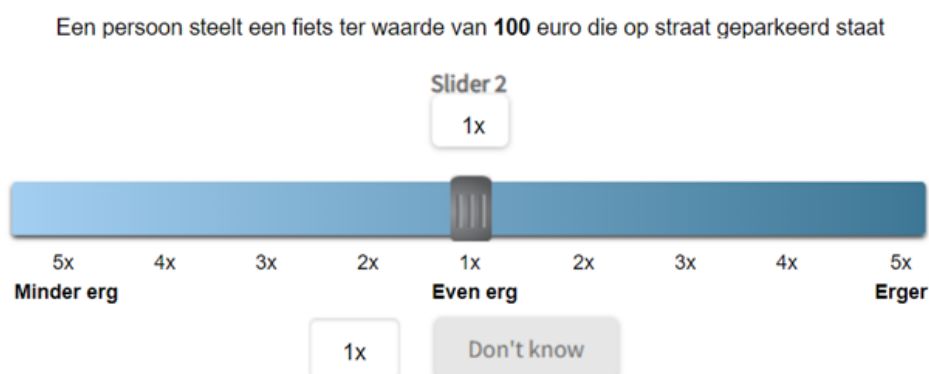 Een persoon steelt een fiets ter waarde van 100 euro die op straat geparkeerd staat
Slider 2
1x
5x 4x 3x 2x 1x 2x 3x 4x 5x
Minder erg Even erg Erger
1x Don't know